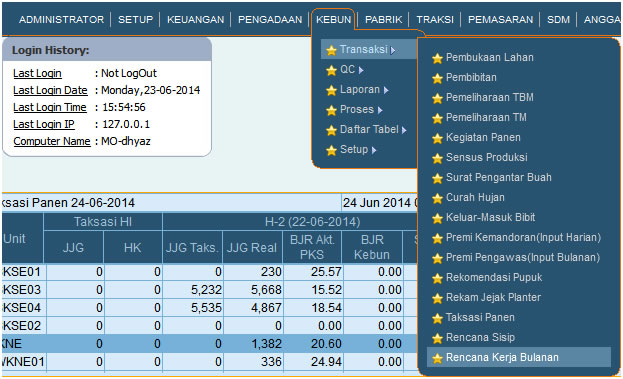 ADMINISTRATOR SETUP KEUANGAN PENGADAAN KEBUN PABRIK TRAKSI PEMASARAN SDM ANGGA
Login History:
Last Login : Not LogOut
Last Login Date : Monday,23-06-2014
Last Login Time : 15:54:56
Last Login IP : 127.0.0.1
Computer Name : MO-dhyaz
Transaksi
QC
Laporan
Proses
Daftar Tabel
Setup
Pembukaan Lahan
Pembibitan
Pemeliharaan TBM
Pemeliharaan TM
Kegiatan Panen
Sensus Produksi
Surat Pengantar Buah
Curah Hujan
Keluar-Masuk Bibit
Premi Kemandoran(Input Harian)
Premi Pengawas(Input Bulanan)
Rekomendasi Pupuk
Rekam Jejak Planter
Taksasi Panen
Rencana Sisip
Rencana Kerja Bulanan
ksasi Panen 24-06-2014 24 Jun 2014 0
Unit Taksasi HI H-2 (22-06-2014)
JJG HK JJG Taks. JJG Real BJR Akt. PKS BJR Kebun S
KSE01 0 0 0 230 25.57 0.00
KSE03 0 0 5,232 5,668 15.52 0.00
KSE04 0 0 5,535 4,867 18.54 0.00
KSE02 0 0 0 0 0.00 0.00
KNE 0 0 0 1,382 20.60 0.00
WKNE01 0 0 0 336 24.94 0.00